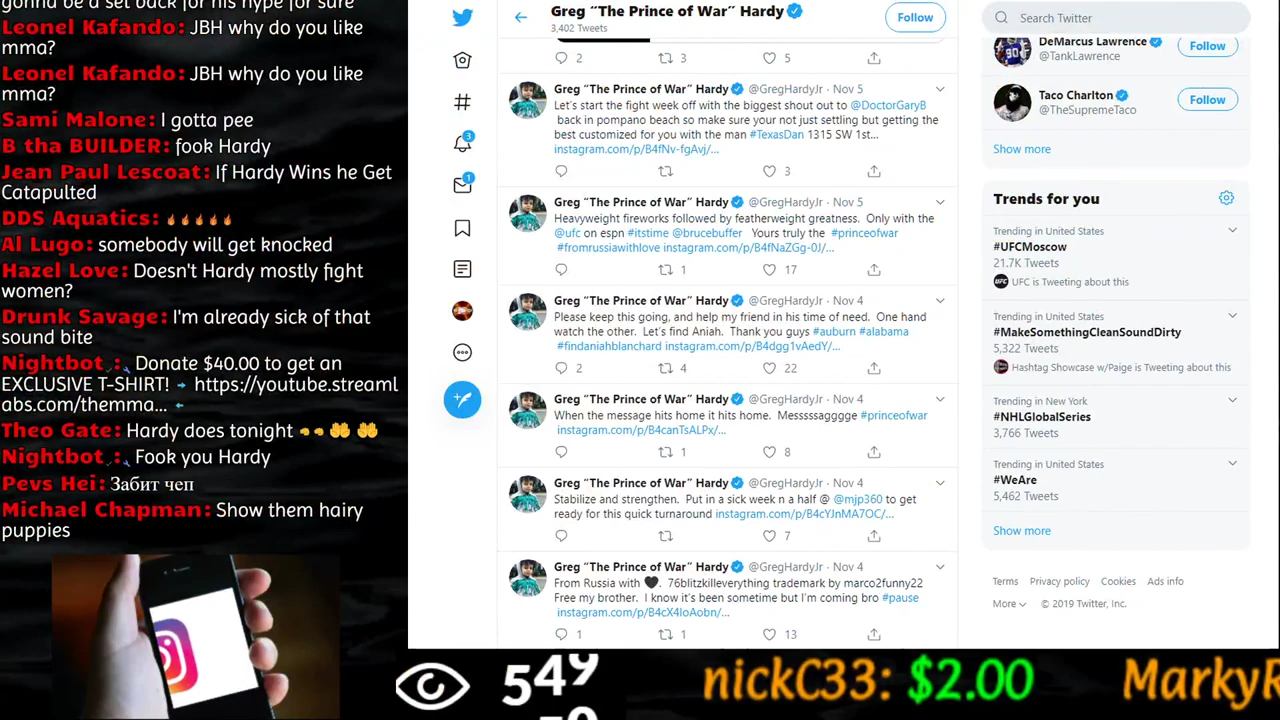 gonna be a set back for his hype for sure
Leonel Kafando: JBH why do you like
mma?
Leonel Kafando: JBH why do you like
mma?
Sami Malone: I gotta pee
B tha BUILDER: fook Hardy
Jean Paul Lescoat: If Hardy Wins he Get
Catapulted
DDS Aquatics: 🔥🔥🔥🔥🔥
Al Lugo: somebody will get knocked
Hazel Love: Doesn't Hardy mostly fight
women?
Drunk Savage: I'm already sick of that
sound bite
Nightbot: Donate $40.00 to get an
EXCLUSIVE T-SHIRT! https://youtube.streaml
abs.com/themma...
Theo Gate: Hardy does tonight
Nightbot: Fook you Hardy
Pevs Hei: Забит чеп
Michael Chapman: Show them hairy
puppies
Greg “The Prince of War” Hardy
3,402 Tweets
Follow
2 3 5
Greg “The Prince of War” Hardy @GregHardyJr · Nov 5
Let’s start the fight week off with the biggest shout out to @DoctorGaryB
back in pompano beach so make sure your not just settling but getting the
best customized for you with the man #TexasDan 1315 SW 1st...
instagram.com/p/B4fNv-fgAvj/...
3
Greg “The Prince of War” Hardy @GregHardyJr · Nov 5
Heavyweight fireworks followed by featherweight greatness. Only with the
@ufc on espn #itstime @brucebuffer Yours truly the #princeofwar
#fromrussiawithlove instagram.com/p/B4fNaZGg-0J/...
1 17
Greg “The Prince of War” Hardy @GregHardyJr · Nov 4
Please keep this going, and help my friend in his time of need. One hand
watch the other. Let’s find Aniah. Thank you guys #auburn #alabama
#findaniahblanchard instagram.com/p/B4dgg1vAedY/...
2 4 22
Greg “The Prince of War” Hardy @GregHardyJr · Nov 4
When the message hits home it hits home. Messsssagggge #princeofwar
instagram.com/p/B4canTsALPx/...
1 8
Greg “The Prince of War” Hardy @GregHardyJr · Nov 4
Stabilize and strengthen. Put in a sick week n a half @ @mjp360 to get
ready for this quick turnaround instagram.com/p/B4cYJnMA7OC/...
7
Greg “The Prince of War” Hardy @GregHardyJr · Nov 4
From Russia with 🖤. 76blitzkilleverything trademark by marco2funny22
Free my brother. I know it’s been sometime but I’m coming bro #pause
instagram.com/p/B4cX4IoAobn/...
1 1 13
3
1
Search Twitter
DeMarcus Lawrence
@TankLawrence
Follow
Taco Charlton
@TheSupremeTaco
Follow
Show more
Trends for you
Trending in United States
#UFCMoscow
21.7K Tweets
UFC is Tweeting about this
Trending in United States
#MakeSomethingCleanSoundDirty
5,322 Tweets
Hashtag Showcase w/Paige is Tweeting about this
Trending in New York
#NHLGlobalSeries
3,766 Tweets
Trending in United States
#WeAre
5,462 Tweets
Show more
Terms Privacy policy Cookies Ads info
More © 2019 Twitter, Inc.
549
nickC33: $2.00